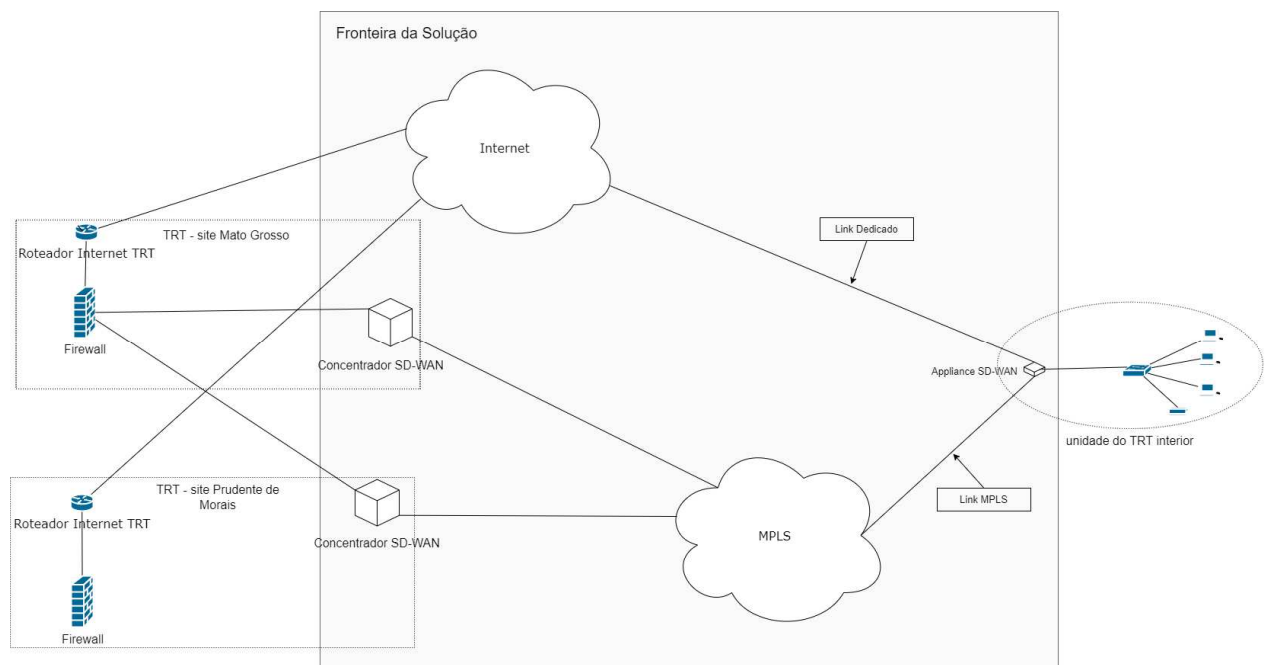 Fronteira da Solução
Internet
TRT - site Mato Grosso
Roteador Internet TRT
Link Dedicado
Firewall
Concentrador SD-WAN
Appliance SD-WAN
unidade do TRT interior
TRT - site Prudente de
Morais
Roteador Internet TRT
Link MPLS
Concentrador SD-WAN
MPLS
Firewall